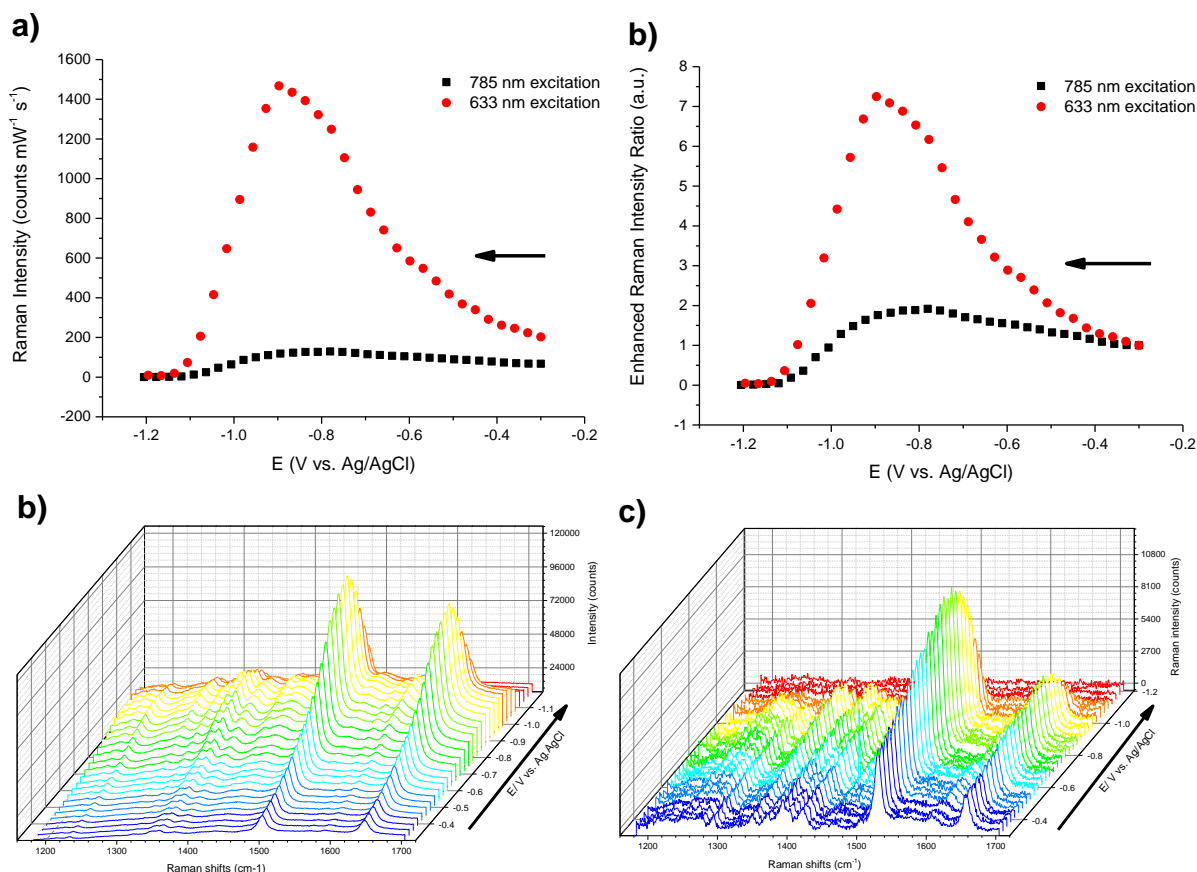 a)
1600
1400
1200
1000
800
600
400
200
0
-200
Raman Intensity (counts mW⁻¹ s⁻¹)
785 nm excitation
633 nm excitation
-1.2 -1.0 -0.8 -0.6 -0.4 -0.2
E (V vs. Ag/AgCl)
b)
8
7
6
5
4
3
2
1
0
-1
Enhanced Raman Intensity Ratio (a.u.)
785 nm excitation
633 nm excitation
-1.2 -1.0 -0.8 -0.6 -0.4 -0.2
E (V vs. Ag/AgCl)
b)
120000
96000
72000
48000
24000
Intensity (counts)
-1.1
-1.0
-0.9
-0.8
-0.7
-0.6
-0.5
-0.4
E/V vs. AgCl
1200 1300 1400 1500 1600 1700
Raman shifts (cm-1)
c)
10800
8100
5400
2700
0
Raman intensity (counts)
-1.2
-1.0
-0.8
-0.6
-0.4
E/ V vs. Ag/AgCl
1200 1300 1400 1500 1600 1700
Raman shifts (cm⁻¹)